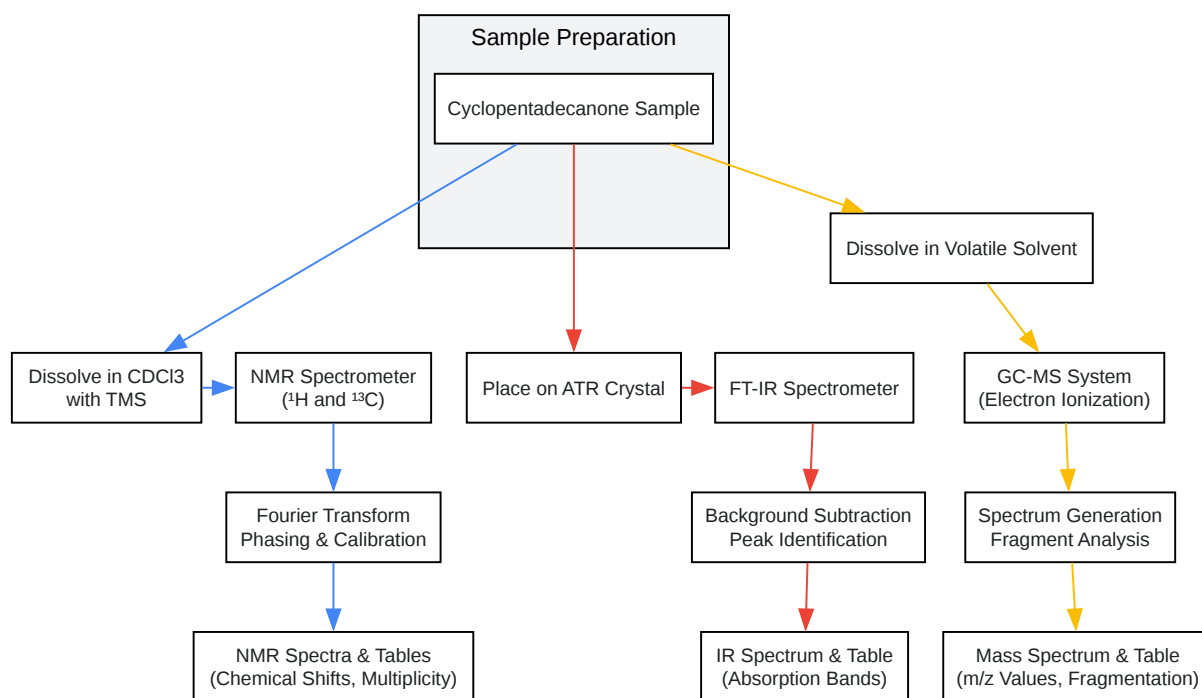 Sample Preparation
Cyclopentadecanone Sample
Dissolve in Volatile Solvent
Dissolve in CDCl3
with TMS
NMR Spectrometer
(¹H and ¹³C)
Place on ATR Crystal
FT-IR Spectrometer
GC-MS System
(Electron Ionization)
Fourier Transform
Phasing & Calibration
Background Subtraction
Peak Identification
Spectrum Generation
Fragment Analysis
NMR Spectra & Tables
(Chemical Shifts, Multiplicity)
IR Spectrum & Table
(Absorption Bands)
Mass Spectrum & Table
(m/z Values, Fragmentation)